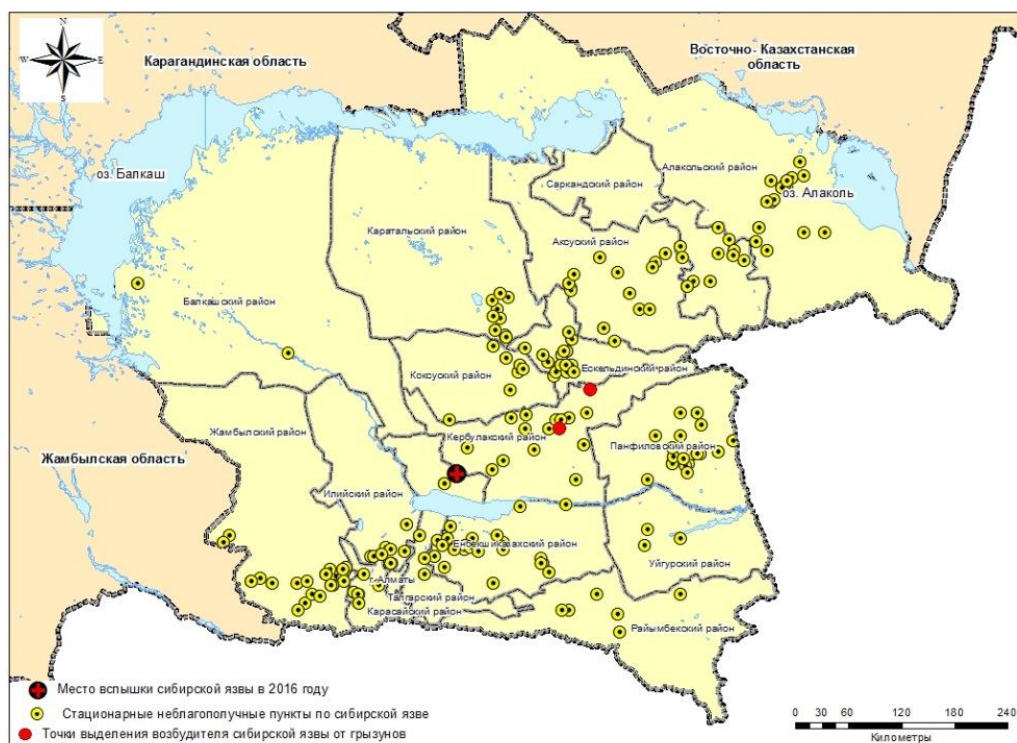 N
W
E
S
Карагандинская область
Восточно- Казахстанская
область
оз. Балкаш
Алакольский район
Саркандский район
оз. Алаколь
Каратальский район
Аксуский район
Балкашский район
Ескельдинский район
Коксуский район
Жамбылский район
Кербулакский район
Панфиловский район
Жамбылская область
Илийский район
Енбекшиказахский район
Уйгурский район
г. Алматы
Талгарский район
Карасайский район
Райымбекский район
Место вспышки сибирской язвы в 2016 году
Стационарные неблагополучные пункты по сибирской язве
Точки выделения возбудителя сибирской язвы от грызунов
0 30 60 120 180 240
Километры